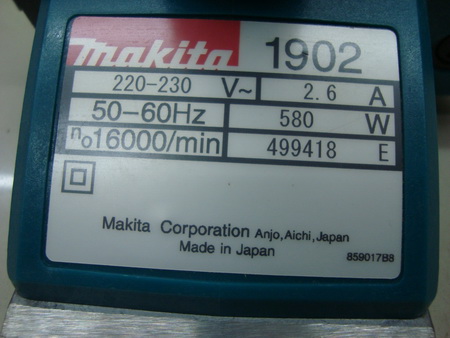 makita 1902
220-230 V~ 2.6 A
50-60Hz 580 W
no16000/min 499418 E
Makita Corporation Anjo,Aichi,Japan
Made in Japan
859017B8